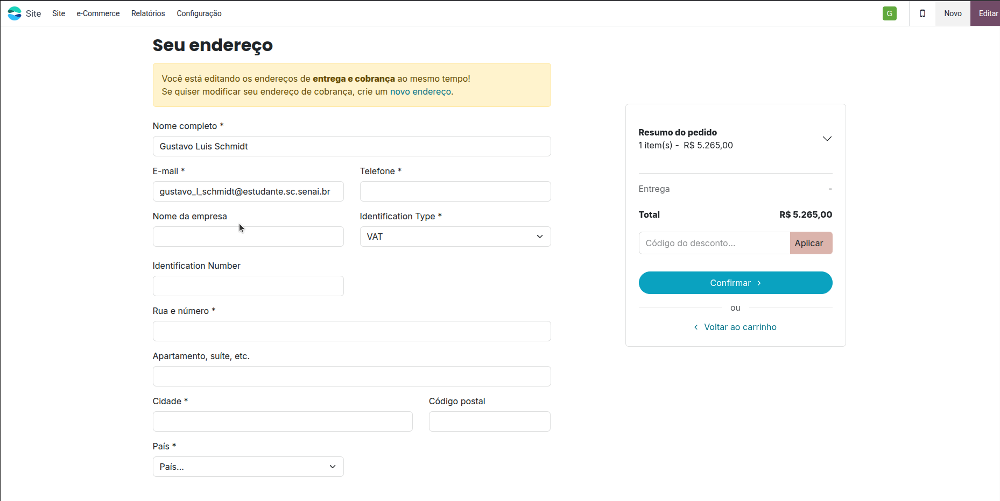 Site Site e-Commerce Relatórios Configuração G Novo Editar
Seu endereço
Você está editando os endereços de entrega e cobrança ao mesmo tempo!
Se quiser modificar seu endereço de cobrança, crie um novo endereço.
Nome completo *
Gustavo Luis Schmidt
E-mail *
gustavo_l_schmidt@estudante.sc.senai.br
Telefone *
Nome da empresa
Identification Type *
VAT
Identification Number
Rua e número *
Apartamento, suíte, etc.
Cidade *
Código postal
País *
País...
Resumo do pedido
1 item(s) - R$ 5.265,00
Entrega -
Total R$ 5.265,00
Código do desconto... Aplicar
Confirmar
ou
Voltar ao carrinho